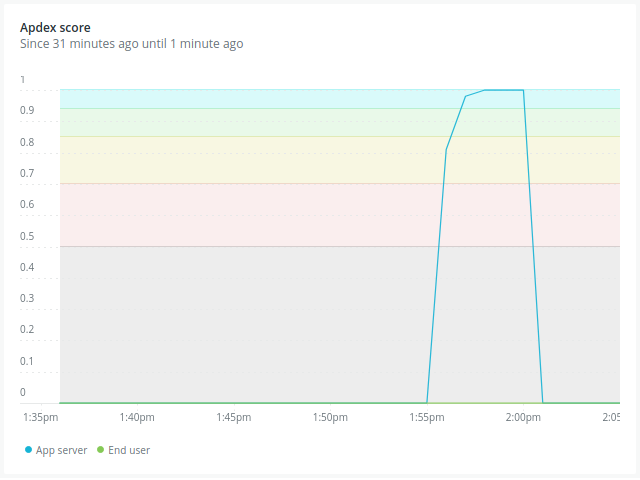 Apdex score
Since 31 minutes ago until 1 minute ago
1
0.9
0.8
0.7
0.6
0.5
0.4
0.3
0.2
0.1
0
1:35pm 1:40pm 1:45pm 1:50pm 1:55pm 2:00pm 2:05
App server End user